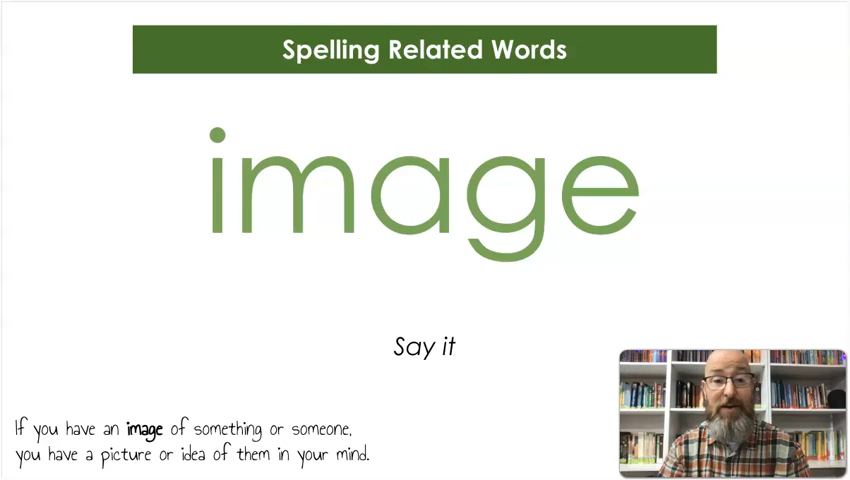 Spelling Related Words
image
Say it
If you have an image of something or someone,
you have a picture or idea of them in your mind.